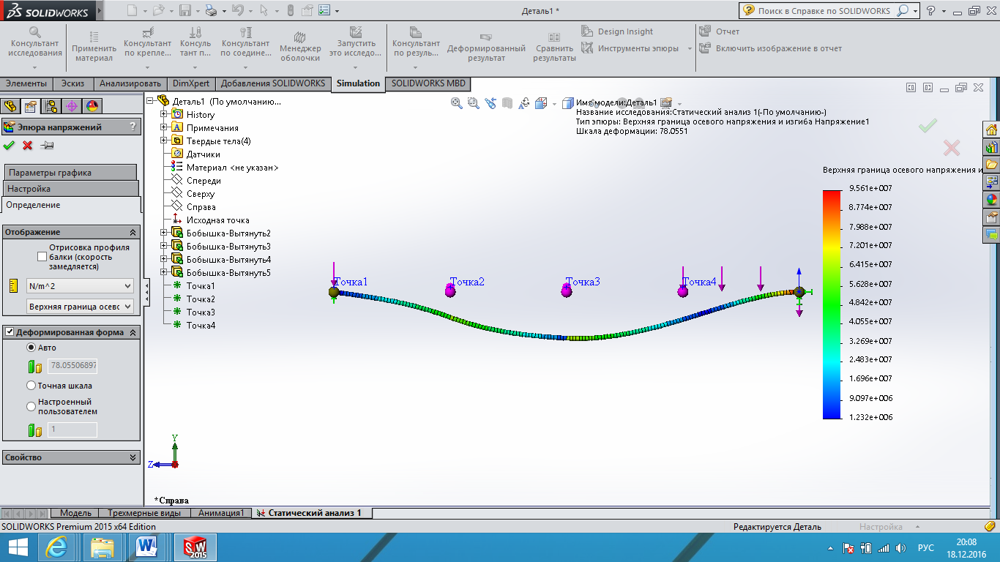 SOLIDWORKS
Деталь1 *
Поиск в Справке по SOLIDWORKS
Консультант
исследования
Применить
материал
Консультант
по крепле...
Консуль
тант п...
Консультант
по соедине...
Менеджер
оболочки
Запустить
это исследо...
Консультант
по резуль...
Деформированный
результат
Сравнить
результаты
Design Insight
Инструменты эпюры
Отчет
Включить изображение в отчет
Элементы
Эскиз
Анализировать
DimXpert
Добавления SOLIDWORKS
Simulation
SOLIDWORKS MBD
Эпюра напряжений
?
Параметры графика
Настройка
Определение
Отображение
Отрисовка профиля
балки (скорость
замедляется)
N/m^2
Верхняя граница осевс
Деформированная форма
Авто
78.05506897
Точная шкала
Настроенный
пользователем
1
Свойство
Деталь1 (По умолчанию...
History
Примечания
Твердые тела(4)
Датчики
Материал <не указан>
Спереди
Сверху
Справа
Исходная точка
Бобышка-Вытянуть2
Бобышка-Вытянуть3
Бобышка-Вытянуть4
Бобышка-Вытянуть5
Точка1
Точка2
Точка3
Точка4
Имя модели:Деталь1
Название исследования:Статический анализ 1(-По умолчанию-)
Тип эпюры: Верхняя граница осевого напряжения и изгиба Напряжение1
Шкала деформации: 78.0551
Верхняя граница осевого напряжения и
9.561e+007
8.774e+007
7.988e+007
7.201e+007
6.415e+007
5.628e+007
4.842e+007
4.055e+007
3.269e+007
2.483e+007
1.696e+007
9.097e+006
1.232e+006
Точка1
Точка2
Точка3
Точка4
Y
Z
*Справа
Модель
Трехмерные виды
Анимация1
Статический анализ 1
SOLIDWORKS Premium 2015 x64 Edition
Редактируется Деталь
Настройка
РУС
20:08
18.12.2016